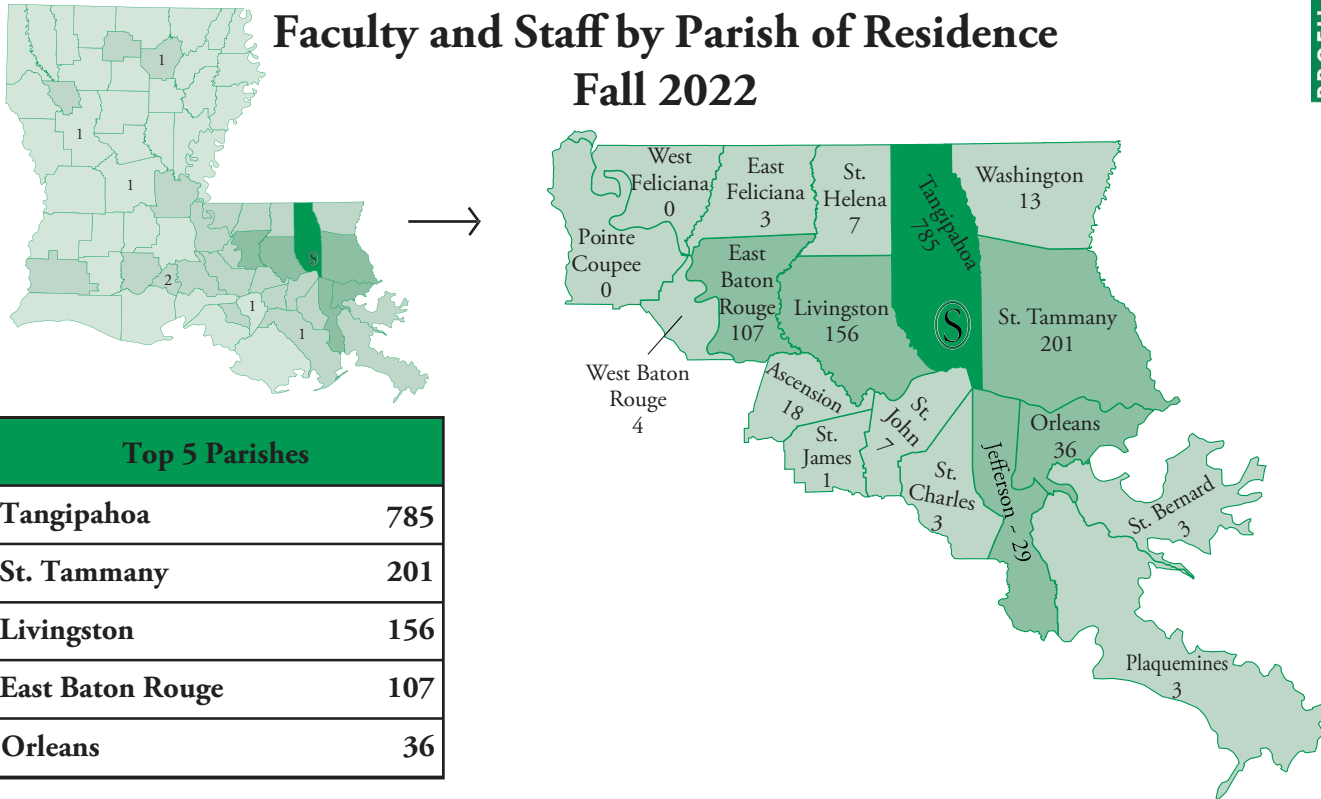 Faculty and Staff by Parish of Residence
Fall 2022
1
1
1
2
1
1
S
West
Feliciana
0
East
Feliciana
3
St.
Helena
7
Tangipahoa
785
Washington
13
Pointe
Coupee
0
East
Baton
Rouge
107
Livingston
156
S
St. Tammany
201
West Baton
Rouge
4
Ascension
18
St.
James
1
St.
John
7
St.
Charles
3
Jefferson - 29
Orleans
36
St. Bernard
3
Plaquemines
3
Top 5 Parishes
Tangipahoa 785
St. Tammany 201
Livingston 156
East Baton Rouge 107
Orleans 36